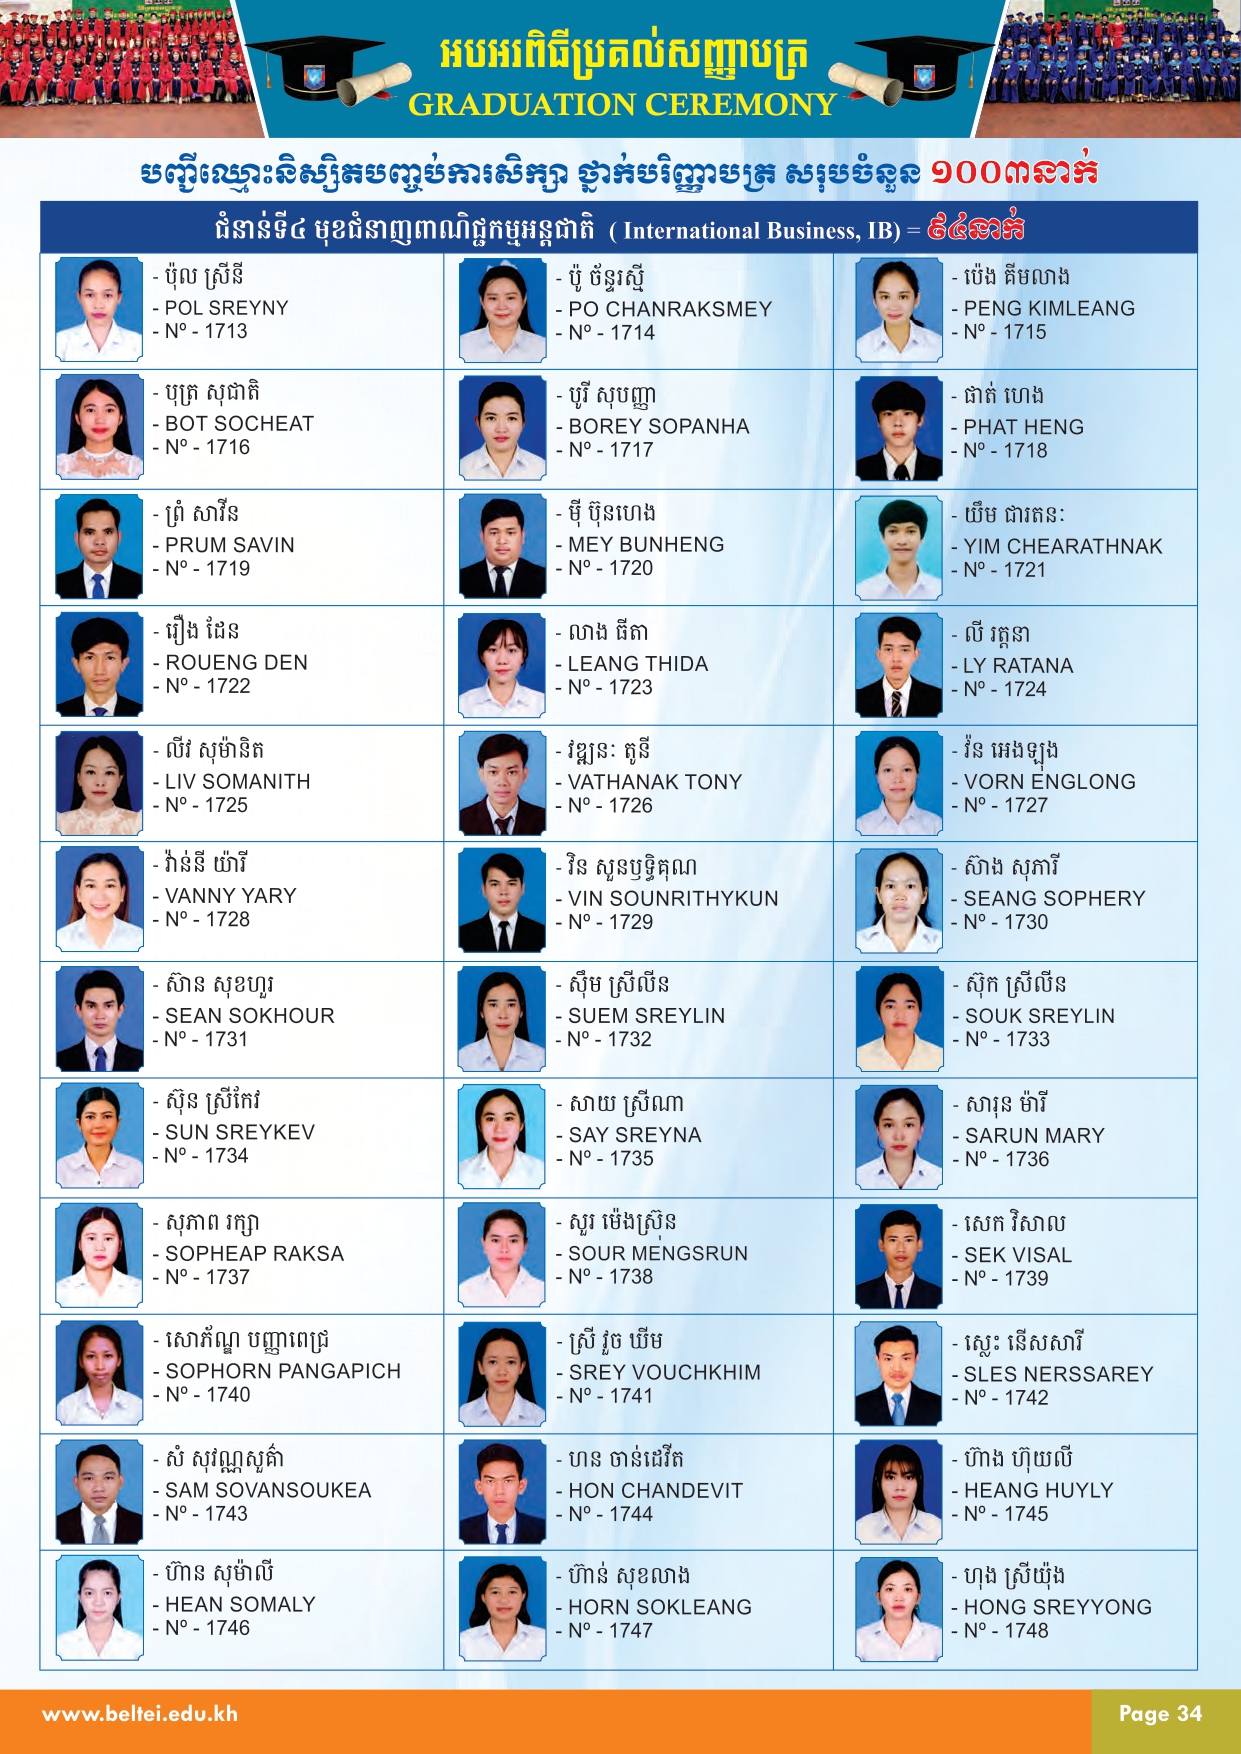 អបអរពិធីប្រគល់សញ្ញាបត្រ
GRADUATION CEREMONY
បញ្ជីឈ្មោះនិស្សិតបញ្ចប់ការសិក្សា ថ្នាក់បរិញ្ញាបត្រ សរុបចំនួន ១០០៣នាក់
ជំនាន់ទី៤ មុខជំនាញពាណិជ្ជកម្មអន្តជាតិ ( International Business, IB) = ៩៤នាក់
- ប៉ុល ស្រីនី
- POL SREYNY
- Nº - 1713
- ប៉ូ ច័ន្ទរស្មី
- PO CHANRAKSMEY
- Nº - 1714
- ប៉េង គីមលាង
- PENG KIMLEANG
- Nº - 1715
- បុត្រ សុជាតិ
- BOT SOCHEAT
- Nº - 1716
- បូរី សុបញ្ញា
- BOREY SOPANHA
- Nº - 1717
- ផាត់ ហេង
- PHAT HENG
- Nº - 1718
- ព្រំ សាវីន
- PRUM SAVIN
- Nº - 1719
- ម៉ី ប៊ុនហេង
- MEY BUNHENG
- Nº - 1720
- យឹម ជារតនៈ
- YIM CHEARATHNAK
- Nº - 1721
- រឿង ដែន
- ROUENG DEN
- Nº - 1722
- លាង ធីតា
- LEANG THIDA
- Nº - 1723
- លី រត្តនា
- LY RATANA
- Nº - 1724
- លីវ សុម៉ានិត
- LIV SOMANITH
- Nº - 1725
- វឌ្ឍនៈ តូនី
- VATHANAK TONY
- Nº - 1726
- វ៉ន អេងឡុង
- VORN ENGLONG
- Nº - 1727
- វ៉ាន់នី យ៉ារី
- VANNY YARY
- Nº - 1728
- វិន សួនឫទ្ធិគុណ
- VIN SOUNRITHYKUN
- Nº - 1729
- ស៊ាង សុភារី
- SEANG SOPHERY
- Nº - 1730
- ស៊ាន សុខហួរ
- SEAN SOKHOUR
- Nº - 1731
- ស៊ឹម ស្រីលីន
- SUEM SREYLIN
- Nº - 1732
- ស៊ុក ស្រីលីន
- SOUK SREYLIN
- Nº - 1733
- ស៊ុន ស្រីកែវ
- SUN SREYKEV
- Nº - 1734
- សាយ ស្រីណា
- SAY SREYNA
- Nº - 1735
- សារុន ម៉ារី
- SARUN MARY
- Nº - 1736
- សុភាព រក្សា
- SOPHEAP RAKSA
- Nº - 1737
- សួរ ម៉េងស្រ៊ុន
- SOUR MENGSRUN
- Nº - 1738
- សេក វិសាល
- SEK VISAL
- Nº - 1739
- សោភ័ណ្ឌ បញ្ញាពេជ្រ
- SOPHORN PANGAPICH
- Nº - 1740
- ស្រី វួច ឃីម
- SREY VOUCHKHIM
- Nº - 1741
- ស្លេះ នើសសារី
- SLES NERSSAREY
- Nº - 1742
- សំ សុវណ្ណសួគ៌ា
- SAM SOVANSOUKEA
- Nº - 1743
- ហន ចាន់ដេវីត
- HON CHANDEVIT
- Nº - 1744
- ហ៊ាង ហ៊ុយលី
- HEANG HUYLY
- Nº - 1745
- ហ៊ាន សុម៉ាលី
- HEAN SOMALY
- Nº - 1746
- ហ៊ាន់ សុខលាង
- HORN SOKLEANG
- Nº - 1747
- ហុង ស្រីយ៉ុង
- HONG SREYYONG
- Nº - 1748
www.beltei.edu.kh
Page 34